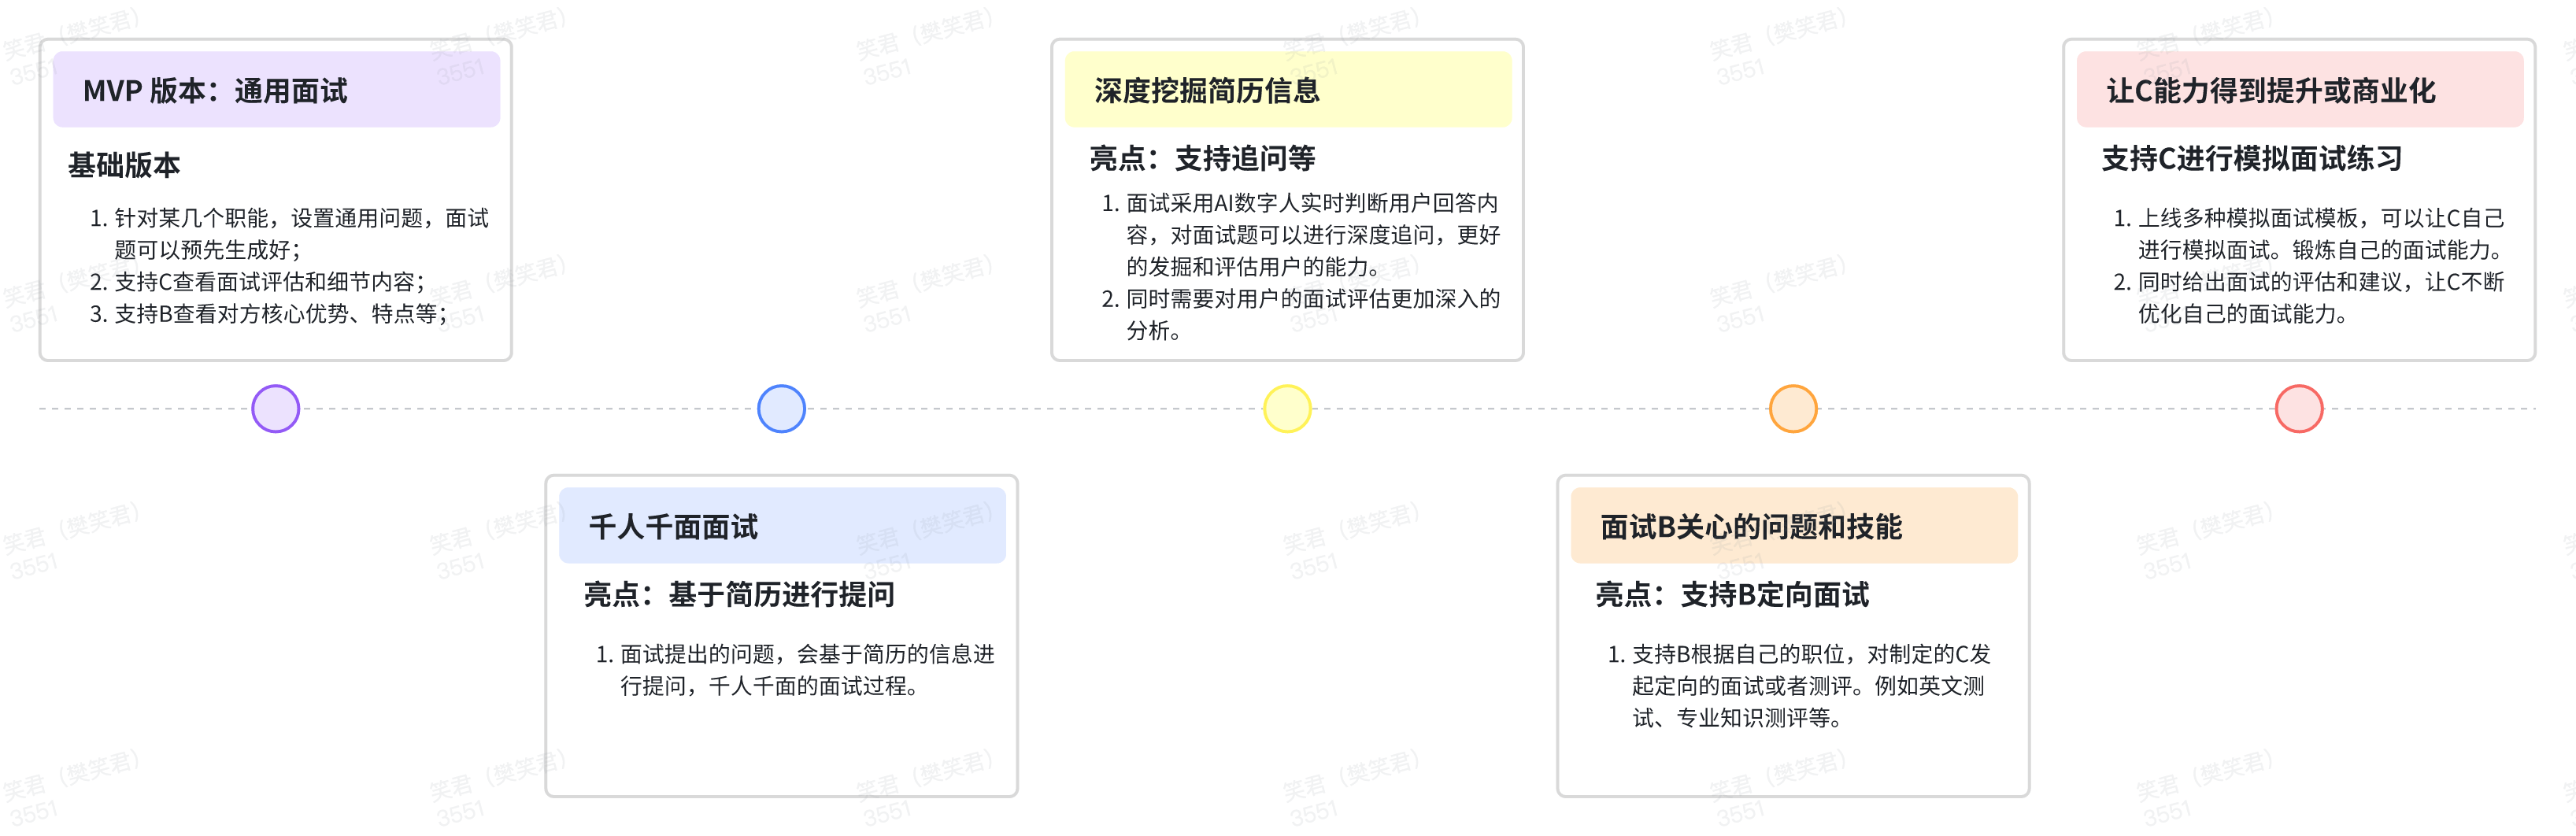 MVP 版本：通用面试
基础版本
1. 针对某几个职能，设置通用问题，面试
题可以预先生成好；
2. 支持C查看面试评估和细节内容；
3. 支持B查看对方核心优势、特点等；
千人千面面试
亮点：基于简历进行提问
1. 面试提出的问题，会基于简历的信息进
行提问，千人千面的面试过程。
深度挖掘简历信息
亮点：支持追问等
1. 面试采用AI数字人实时判断用户回答内
容，对面试题可以进行深度追问，更好
的发掘和评估用户的能力。
2. 同时需要对用户的面试评估更加深入的
分析。
面试B关心的问题和技能
亮点：支持B定向面试
1. 支持B根据自己的职位，对制定的C发
起定向的面试或者测评。例如英文测
试、专业知识测评等。
让C能力得到提升或商业化
支持C进行模拟面试练习
1. 上线多种模拟面试模板，可以让C自己
进行模拟面试。锻炼自己的面试能力。
2. 同时给出面试的评估和建议，让C不断
优化自己的面试能力。
笑君（樊笑君）
3551